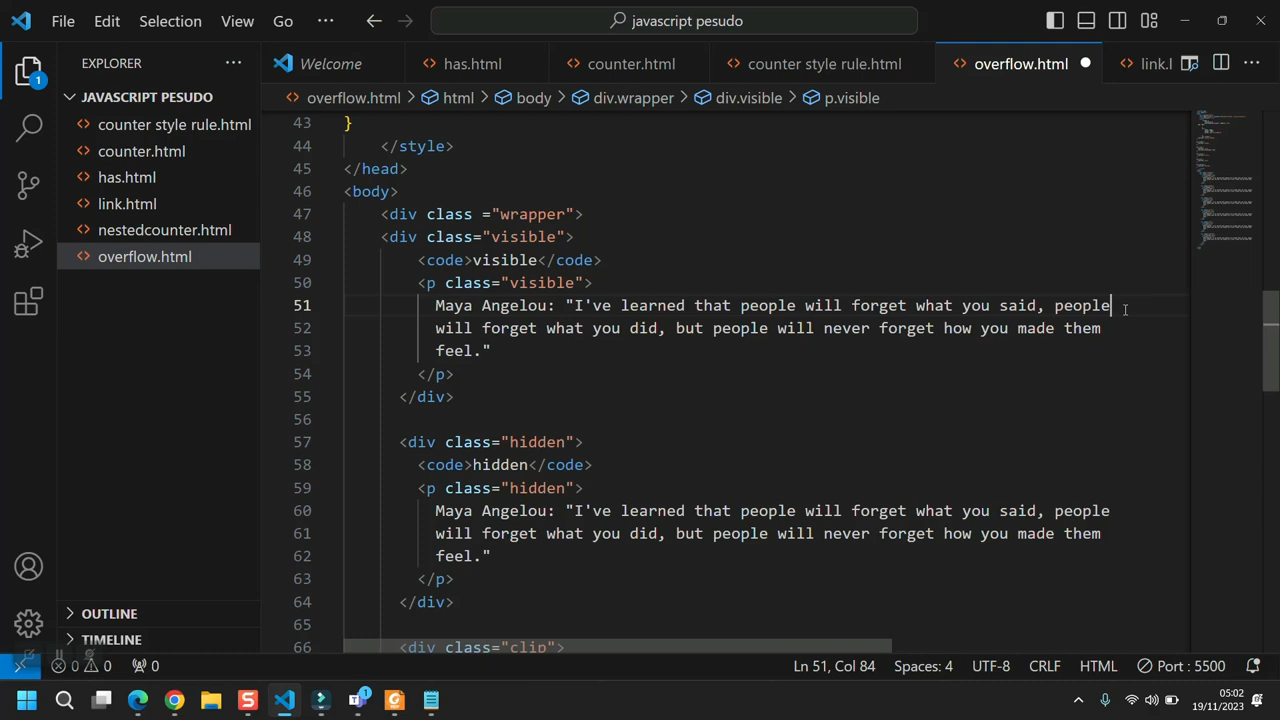 File Edit Selection View Go ··· javascript pesudo
EXPLORER ···
JAVASCRIPT PESUDO
counter style rule.html
counter.html
has.html
link.html
nestedcounter.html
overflow.html
OUTLINE
TIMELINE
1
Welcome has.html counter.html counter style rule.html overflow.html link.l ···
overflow.html html body div.wrapper div.visible p.visible
43 }
44 </style>
45 </head>
46 <body>
47 <div class ="wrapper">
48 <div class="visible">
49 <code>visible</code>
50 <p class="visible">
51 Maya Angelou: "I've learned that people will forget what you said, people
52 will forget what you did, but people will never forget how you made them
53 feel."
54 </p>
55 </div>
56
57 <div class="hidden">
58 <code>hidden</code>
59 <p class="hidden">
60 Maya Angelou: "I've learned that people will forget what you said, people
61 will forget what you did, but people will never forget how you made them
62 feel."
63 </p>
64 </div>
65
66 <div class="clip">
0 0 0 Ln 51, Col 84 Spaces: 4 UTF-8 CRLF HTML Port : 5500
1
05:02
19/11/2023